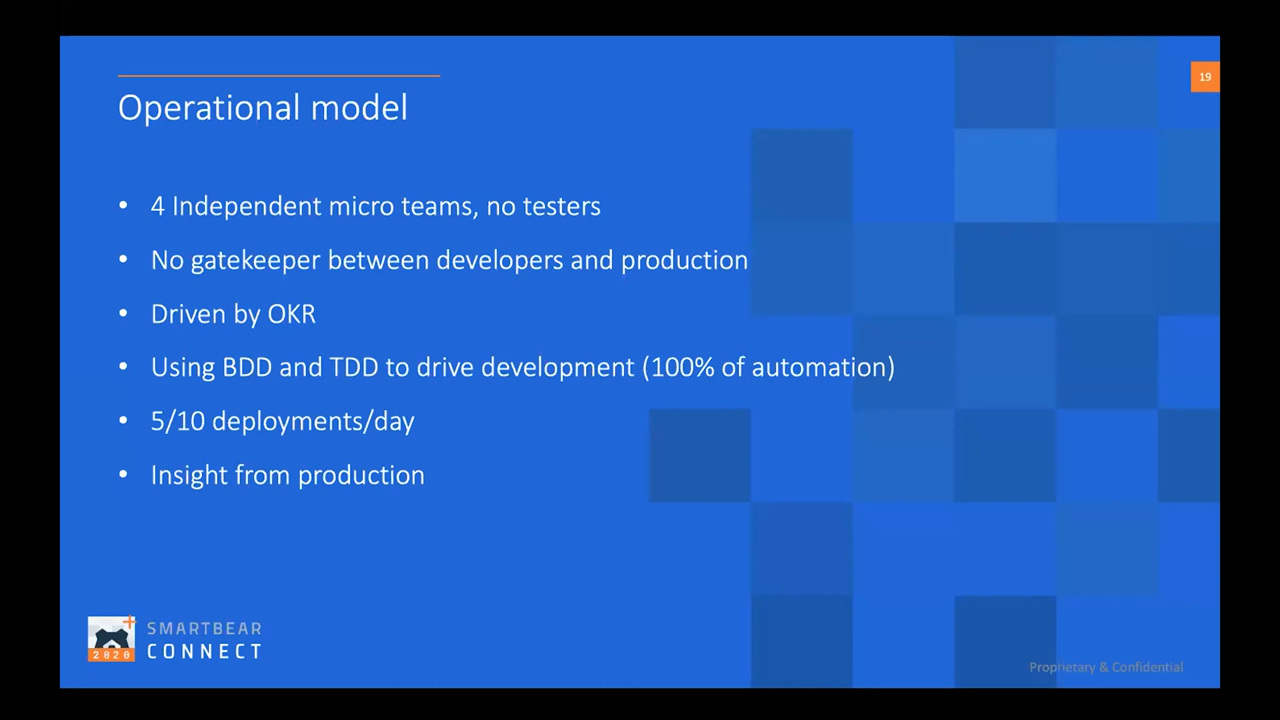 19
Operational model
• 4 Independent micro teams, no testers
• No gatekeeper between developers and production
• Driven by OKR
• Using BDD and TDD to drive development (100% of automation)
• 5/10 deployments/day
• Insight from production
SMARTBEAR
CONNECT
2020
Proprietary & Confidential